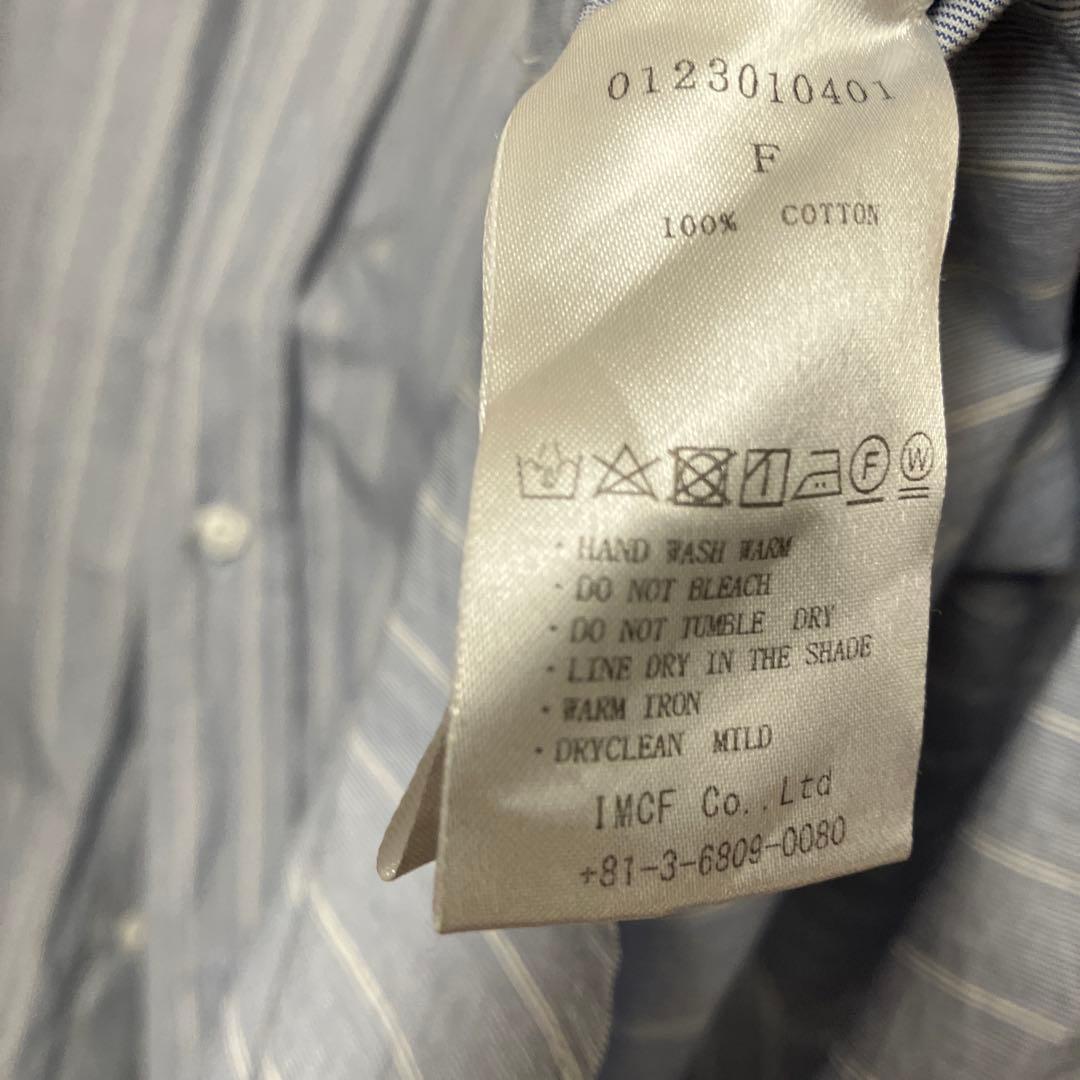 0123010401
F
100% COTTON
F W
· HAND WASH WARM
· DO NOT BLEACH
· DO NOT TUMBLE DRY
· LINE DRY IN THE SHADE
· WARM IRON
· DRYCLEAN MILD
IMCF Co.,Ltd
+81-3-6809-0080